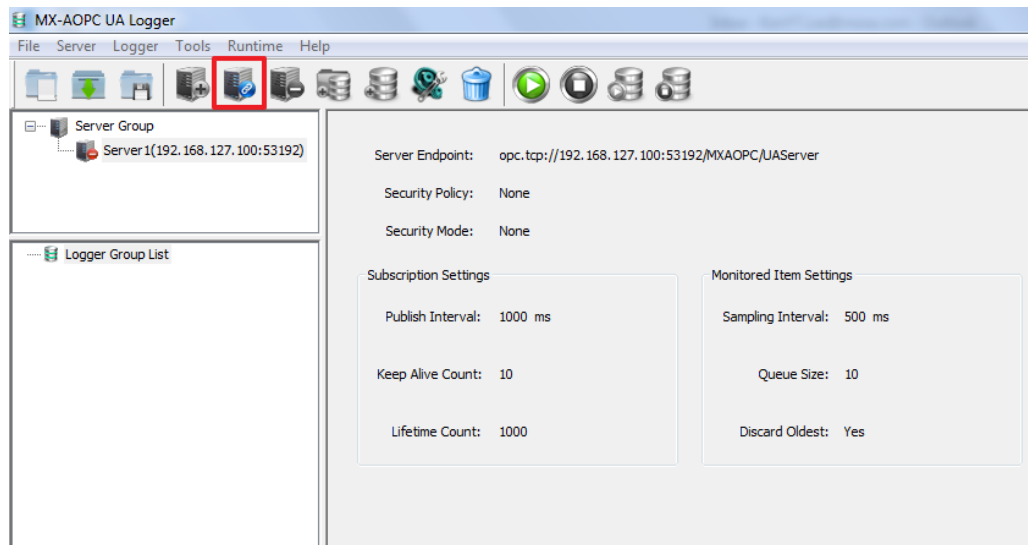 MX-AOPC UA Logger
File Server Logger Tools Runtime Help
Server Group
Server1(192.168.127.100:53192)
Logger Group List
Server Endpoint: opc.tcp://192.168.127.100:53192/MXAOPC/UAServer
Security Policy: None
Security Mode: None
Subscription Settings
Publish Interval: 1000 ms
Keep Alive Count: 10
Lifetime Count: 1000
Monitored Item Settings
Sampling Interval: 500 ms
Queue Size: 10
Discard Oldest: Yes